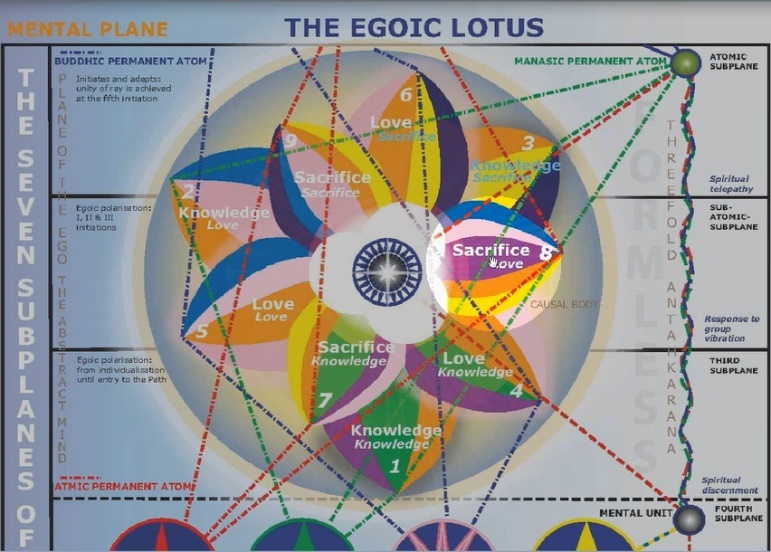 MENTAL PLANE
THE EGOIC LOTUS
THE SEVEN SUBPLANES OF
PLANE OF THE EGO THE ABSTRACT MIND
BUDDHIC PERMANENT ATOM
Initiates and adepts:
unity of ray is achieved
at the fifth initiation
Egoic polarisation:
I, II & III
initiations
Egoic polarisation:
from individualisation
until entry to the Path
ATMIC PERMANENT ATOM
6
Love
Sacrifice
9
Sacrifice
Sacrifice
3
Knowledge
Sacrifice
2
Knowledge
Love
Sacrifice 8
Love
CAUSAL BODY
Love
Love
5
Sacrifice
Knowledge
7
Love
Knowledge
4
Knowledge
Knowledge
1
MANASIC PERMANENT ATOM
FORMLESS
THREEFOLD ANTAHKARANA
ATOMIC
SUBPLANE
Spiritual
telepathy
SUB-
ATOMIC-
SUBPLANE
Response to
group
vibration
THIRD
SUBPLANE
Spiritual
discernment
MENTAL UNIT
FOURTH
SUBPLANE